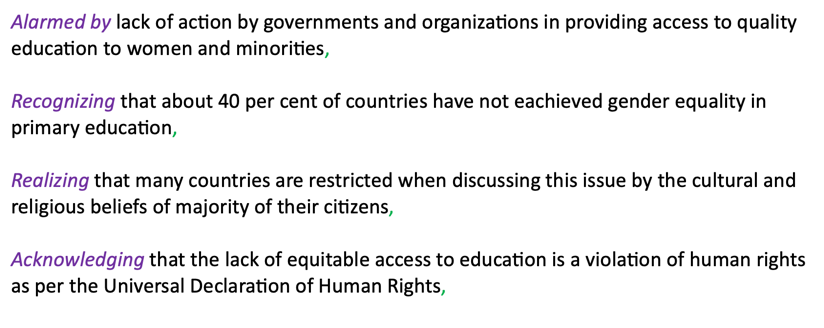 Alarmed by lack of action by governments and organizations in providing access to quality
education to women and minorities,
Recognizing that about 40 per cent of countries have not eachieved gender equality in
primary education,
Realizing that many countries are restricted when discussing this issue by the cultural and
religious beliefs of majority of their citizens,
Acknowledging that the lack of equitable access to education is a violation of human rights
as per the Universal Declaration of Human Rights,